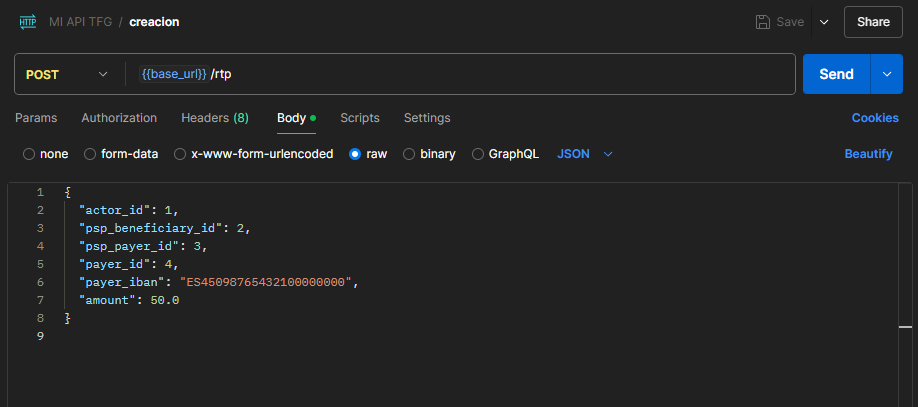 HTTP MI API TFG / creacion Save Share
POST {{base_url}} /rtp Send
Params Authorization Headers (8) Body Scripts Settings Cookies
none form-data x-www-form-urlencoded raw binary GraphQL JSON Beautify
1 {
2 "actor_id": 1,
3 "psp_beneficiary_id": 2,
4 "psp_payer_id": 3,
5 "payer_id": 4,
6 "payer_iban": "ES45098765432100000000",
7 "amount": 50.0
8 }
9